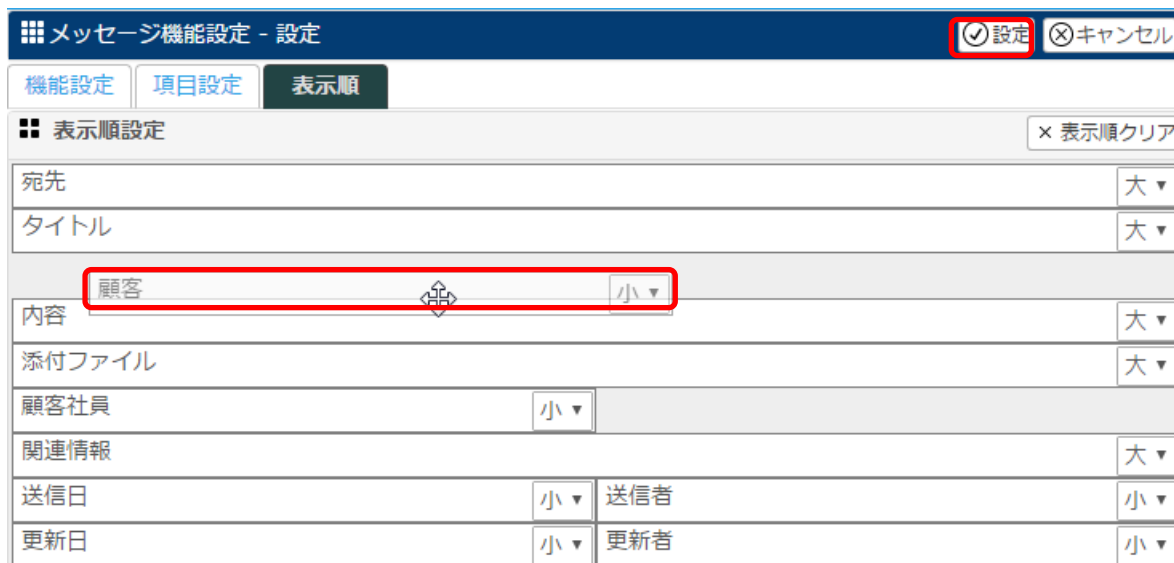 メッセージ機能設定 - 設定 設定 キャンセル
機能設定 項目設定 表示順
表示順設定 × 表示順クリア
宛先 大 ▼
タイトル 大 ▼
顧客 小 ▼
内容 大 ▼
添付ファイル 大 ▼
顧客社員 小 ▼
関連情報 大 ▼
送信日 小 ▼ 送信者 小 ▼
更新日 小 ▼ 更新者 小 ▼